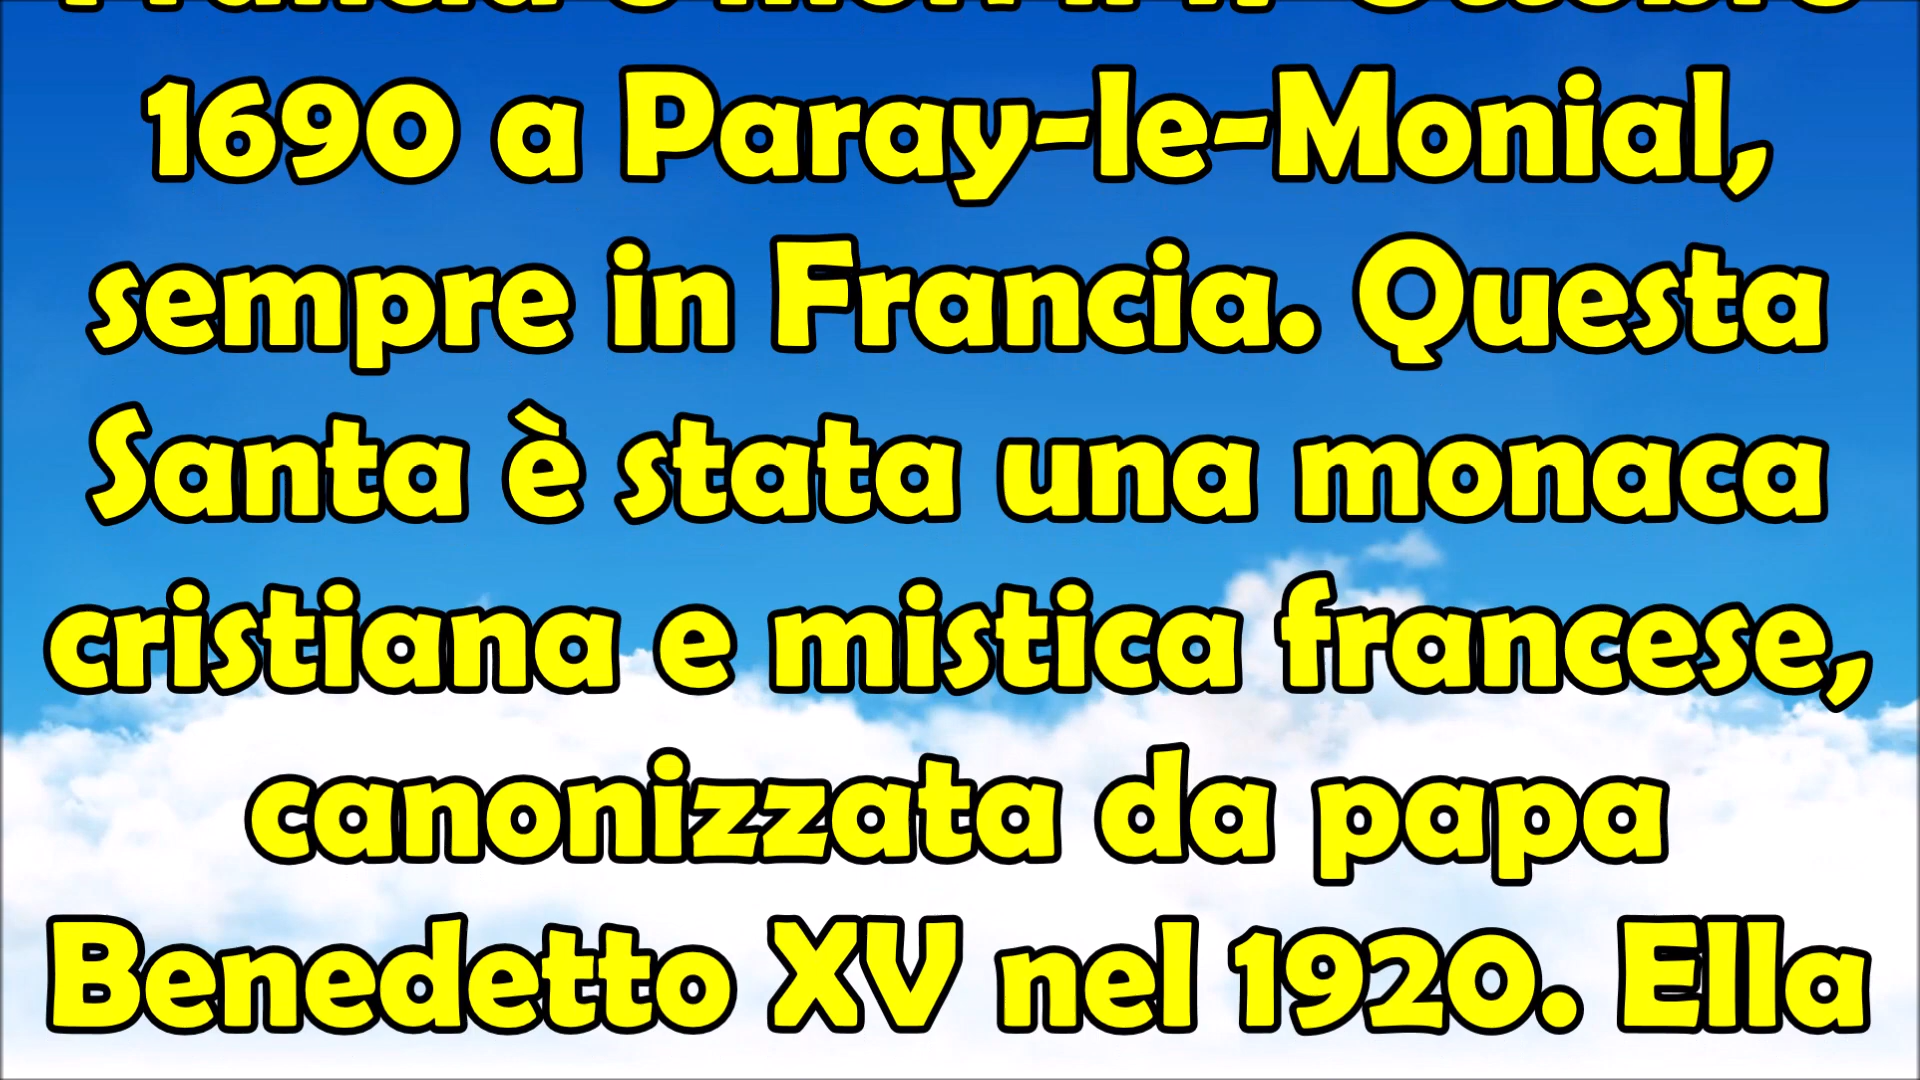 1690 a Paray-le-Monial,
sempre in Francia. Questa
Santa è stata una monaca
cristiana e mistica francese,
canonizzata da papa
Benedetto XV nel 1920. Ella